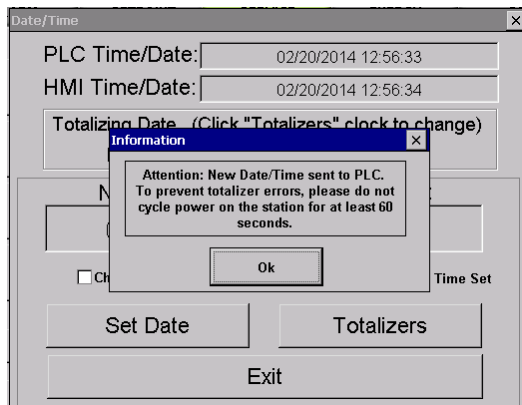 Date/Time
PLC Time/Date: 02/20/2014 12:56:33
HMI Time/Date: 02/20/2014 12:56:34
Totalizing Date (Click "Totalizers" clock to change)
Information
Attention: New Date/Time sent to PLC.
To prevent totalizer errors, please do not
cycle power on the station for at least 60
seconds.
Ok
Time Set
Set Date Totalizers
Exit